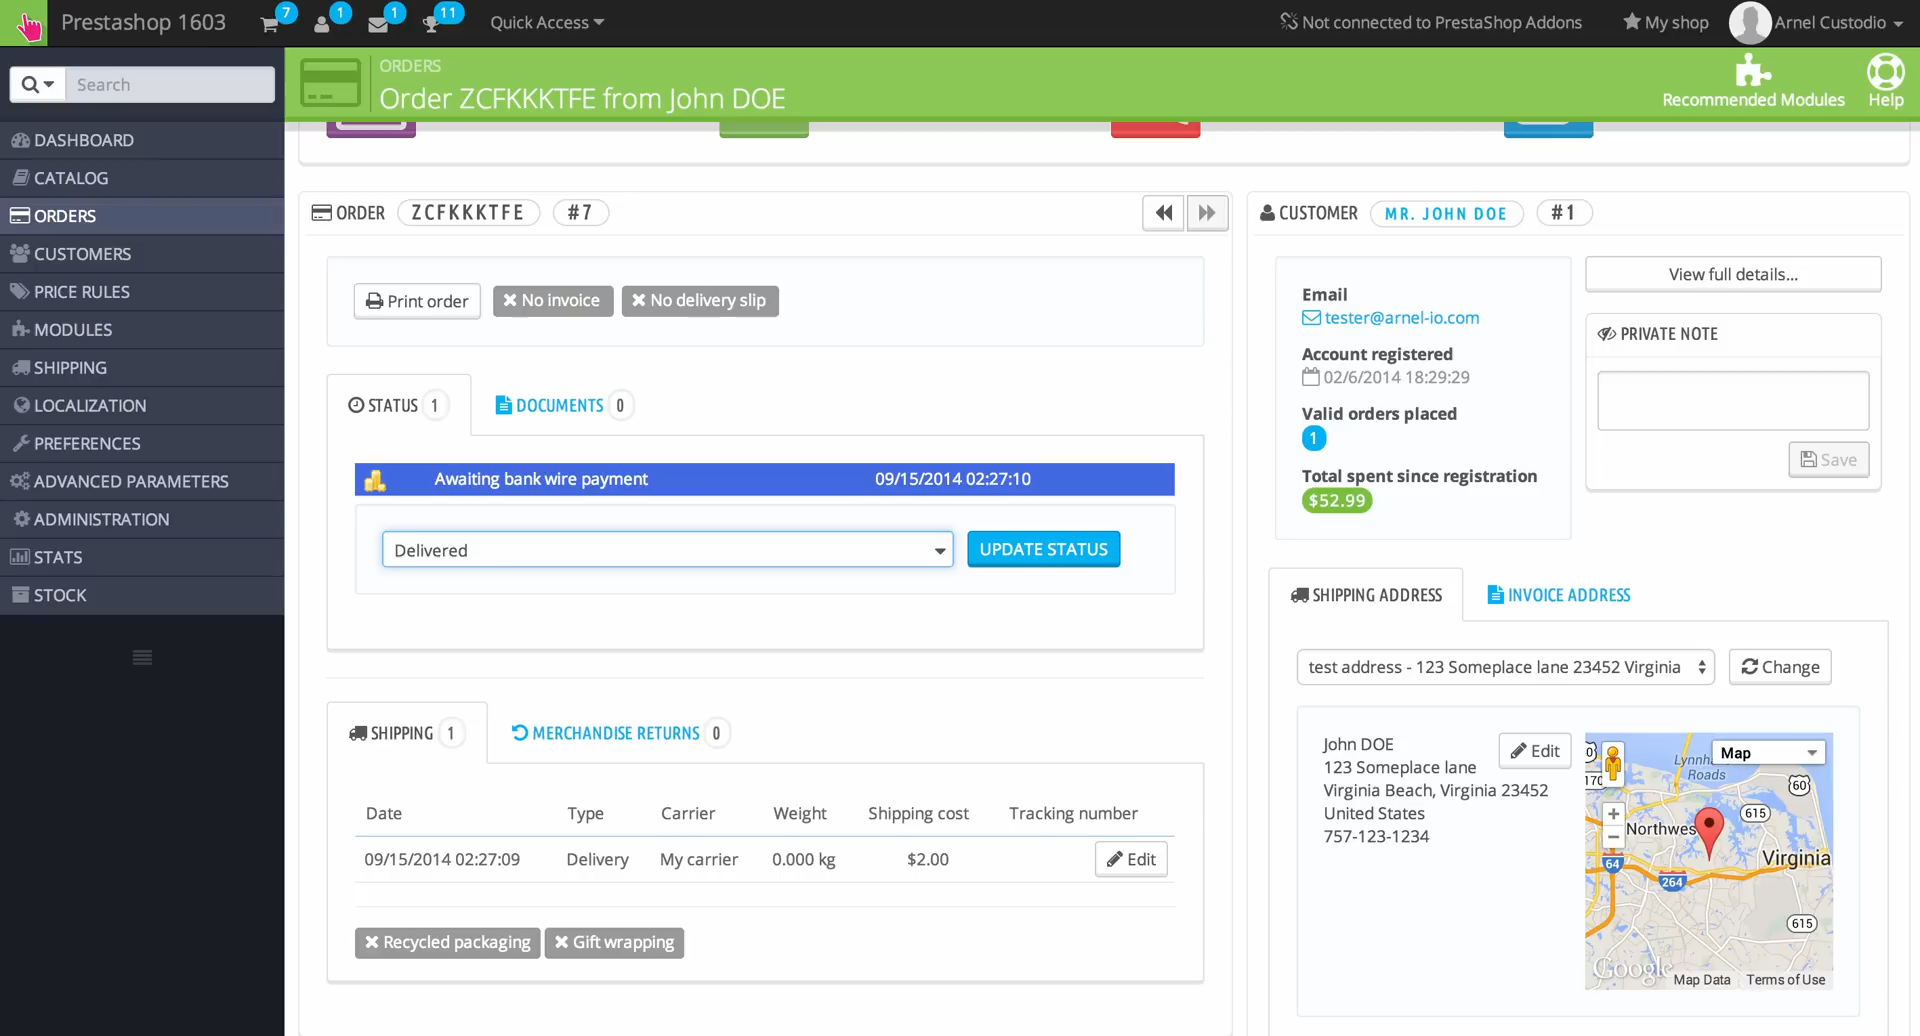 Prestashop 1603
7
1
1
11
Quick Access
Not connected to PrestaShop Addons
My shop
Arnel Custodio
Search
ORDERS
Order ZCFKKKTFE from John DOE
Recommended Modules
Help
DASHBOARD
CATALOG
ORDERS
CUSTOMERS
PRICE RULES
MODULES
SHIPPING
LOCALIZATION
PREFERENCES
ADVANCED PARAMETERS
ADMINISTRATION
STATS
STOCK
ORDER ZCFKKKTFE #7
Print order
No invoice
No delivery slip
STATUS 1
DOCUMENTS 0
Awaiting bank wire payment 09/15/2014 02:27:10
Delivered
UPDATE STATUS
SHIPPING 1
MERCHANDISE RETURNS 0
Date Type Carrier Weight Shipping cost Tracking number
09/15/2014 02:27:09 Delivery My carrier 0.000 kg $2.00 Edit
Recycled packaging
Gift wrapping
CUSTOMER MR. JOHN DOE #1
Email
tester@arnel-io.com
Account registered
02/6/2014 18:29:29
Valid orders placed
1
Total spent since registration
$52.99
View full details...
PRIVATE NOTE
Save
SHIPPING ADDRESS
INVOICE ADDRESS
test address - 123 Someplace lane 23452 Virginia
Change
John DOE
123 Someplace lane
Virginia Beach, Virginia 23452
United States
757-123-1234
Edit
Map
Roads
60
615
Virginia
64
264
615
Google
Map Data
Terms of Use